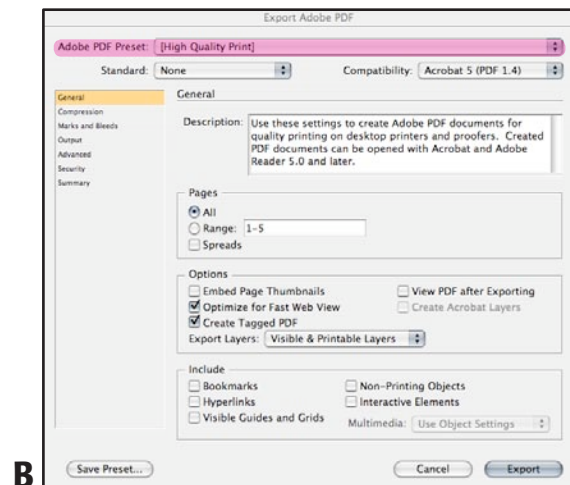 Export Adobe PDF
Adobe PDF Preset: [High Quality Print]
Standard: None Compatibility: Acrobat 5 (PDF 1.4)
General
Compression
Marks and Bleeds
Output
Advanced
Security
Summary
General
Description: Use these settings to create Adobe PDF documents for
quality printing on desktop printers and proofers. Created
PDF documents can be opened with Acrobat and Adobe
Reader 5.0 and later.
Pages
All
Range: 1-5
Spreads
Options
Embed Page Thumbnails View PDF after Exporting
Optimize for Fast Web View Create Acrobat Layers
Create Tagged PDF
Export Layers: Visible & Printable Layers
Include
Bookmarks Non-Printing Objects
Hyperlinks Interactive Elements
Visible Guides and Grids Multimedia: Use Object Settings
B Save Preset... Cancel Export